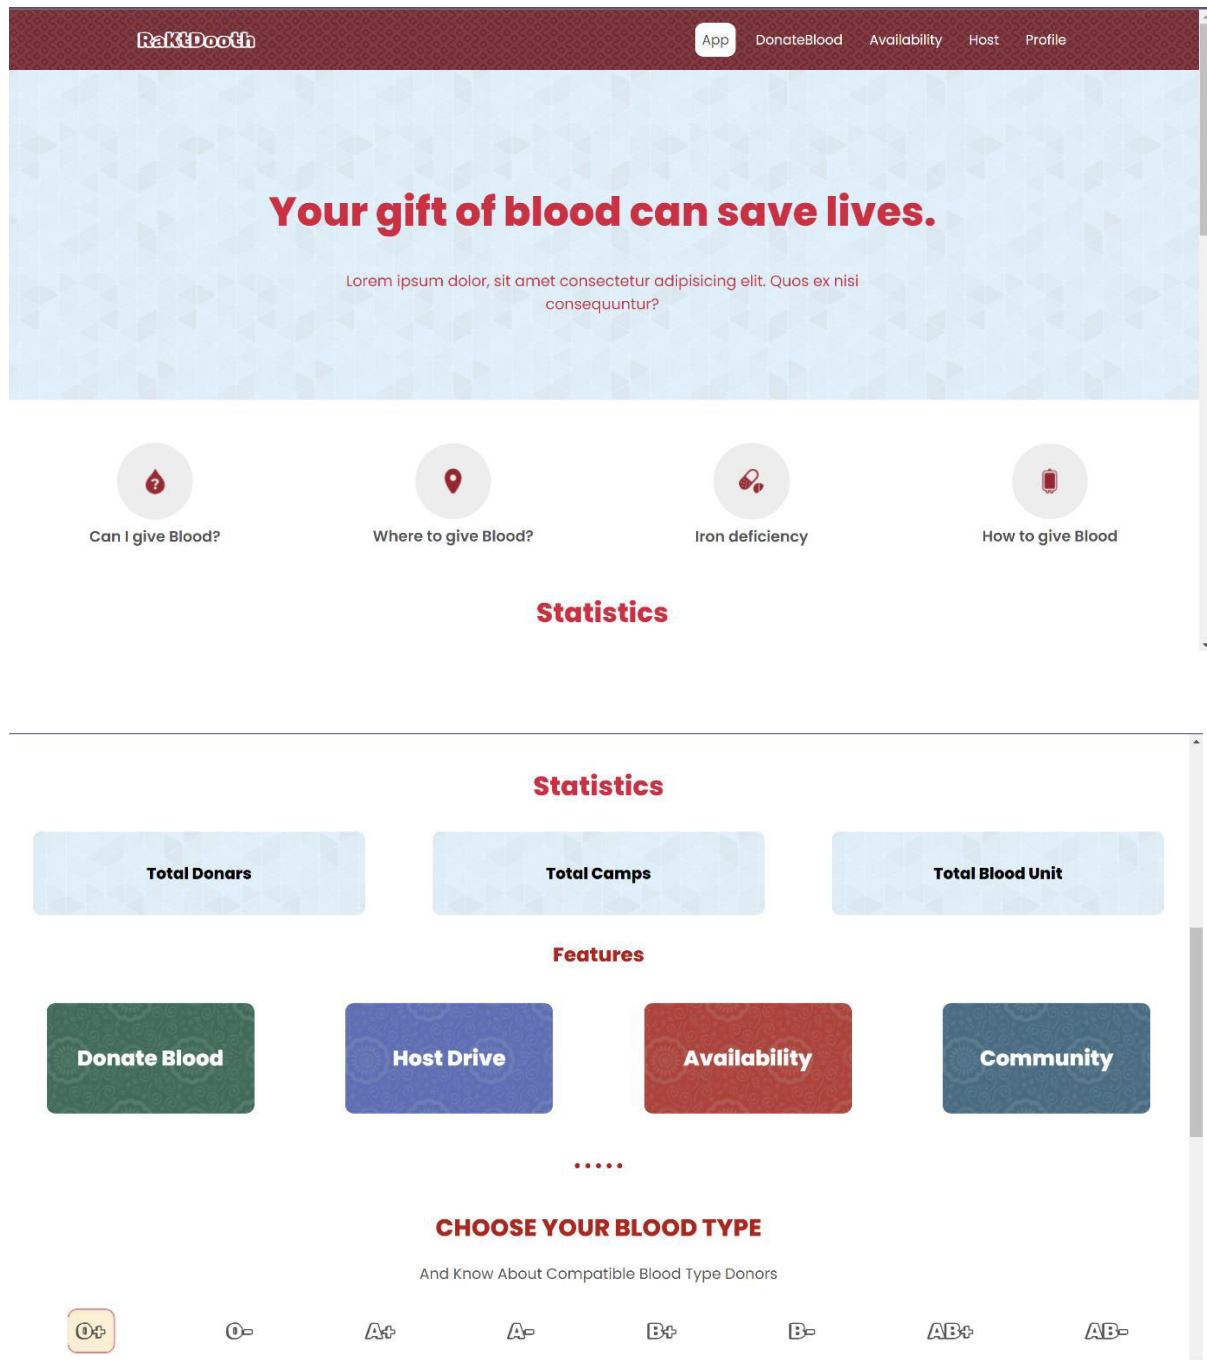 RaKtDooth
App DonateBlood Availability Host Profile
Your gift of blood can save lives.
Lorem ipsum dolor, sit amet consectetur adipisicing elit. Quos ex nisi
consequuntur?
Can I give Blood?
Where to give Blood?
Iron deficiency
How to give Blood
Statistics
Statistics
Total Donars
Total Camps
Total Blood Unit
Features
Donate Blood
Host Drive
Availability
Community
CHOOSE YOUR BLOOD TYPE
And Know About Compatible Blood Type Donors
O+ O- A+ A- B+ B- AB+ AB-